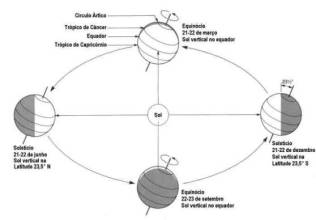 Círculo Ártico
Trópico de Câncer
Equador
Trópico de Capricórnio
Equinócio
21-22 de março
Sol vertical no equador
23½°
Sol
Solstício
21-22 de junho
Sol vertical na
Latitude 23,5° N
Solstício
21-22 de dezembro
Sol vertical na
Latitude 23,5° S
Equinócio
22-23 de setembro
Sol vertical no equador